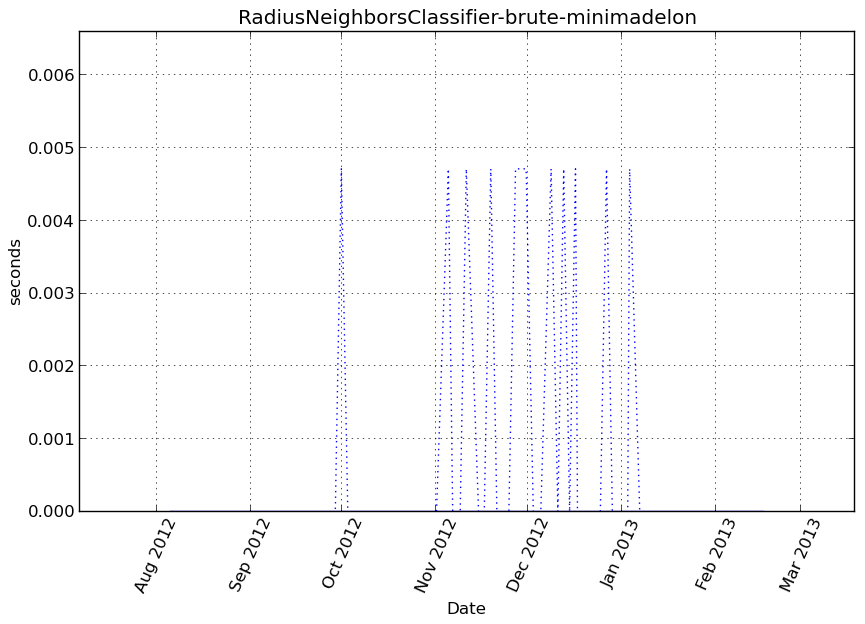 RadiusNeighborsClassifier-brute-minimadelon
0.006
0.005
0.004
0.003
0.002
0.001
0.000
seconds
Aug 2012
Sep 2012
Oct 2012
Nov 2012
Dec 2012
Jan 2013
Feb 2013
Mar 2013
Date